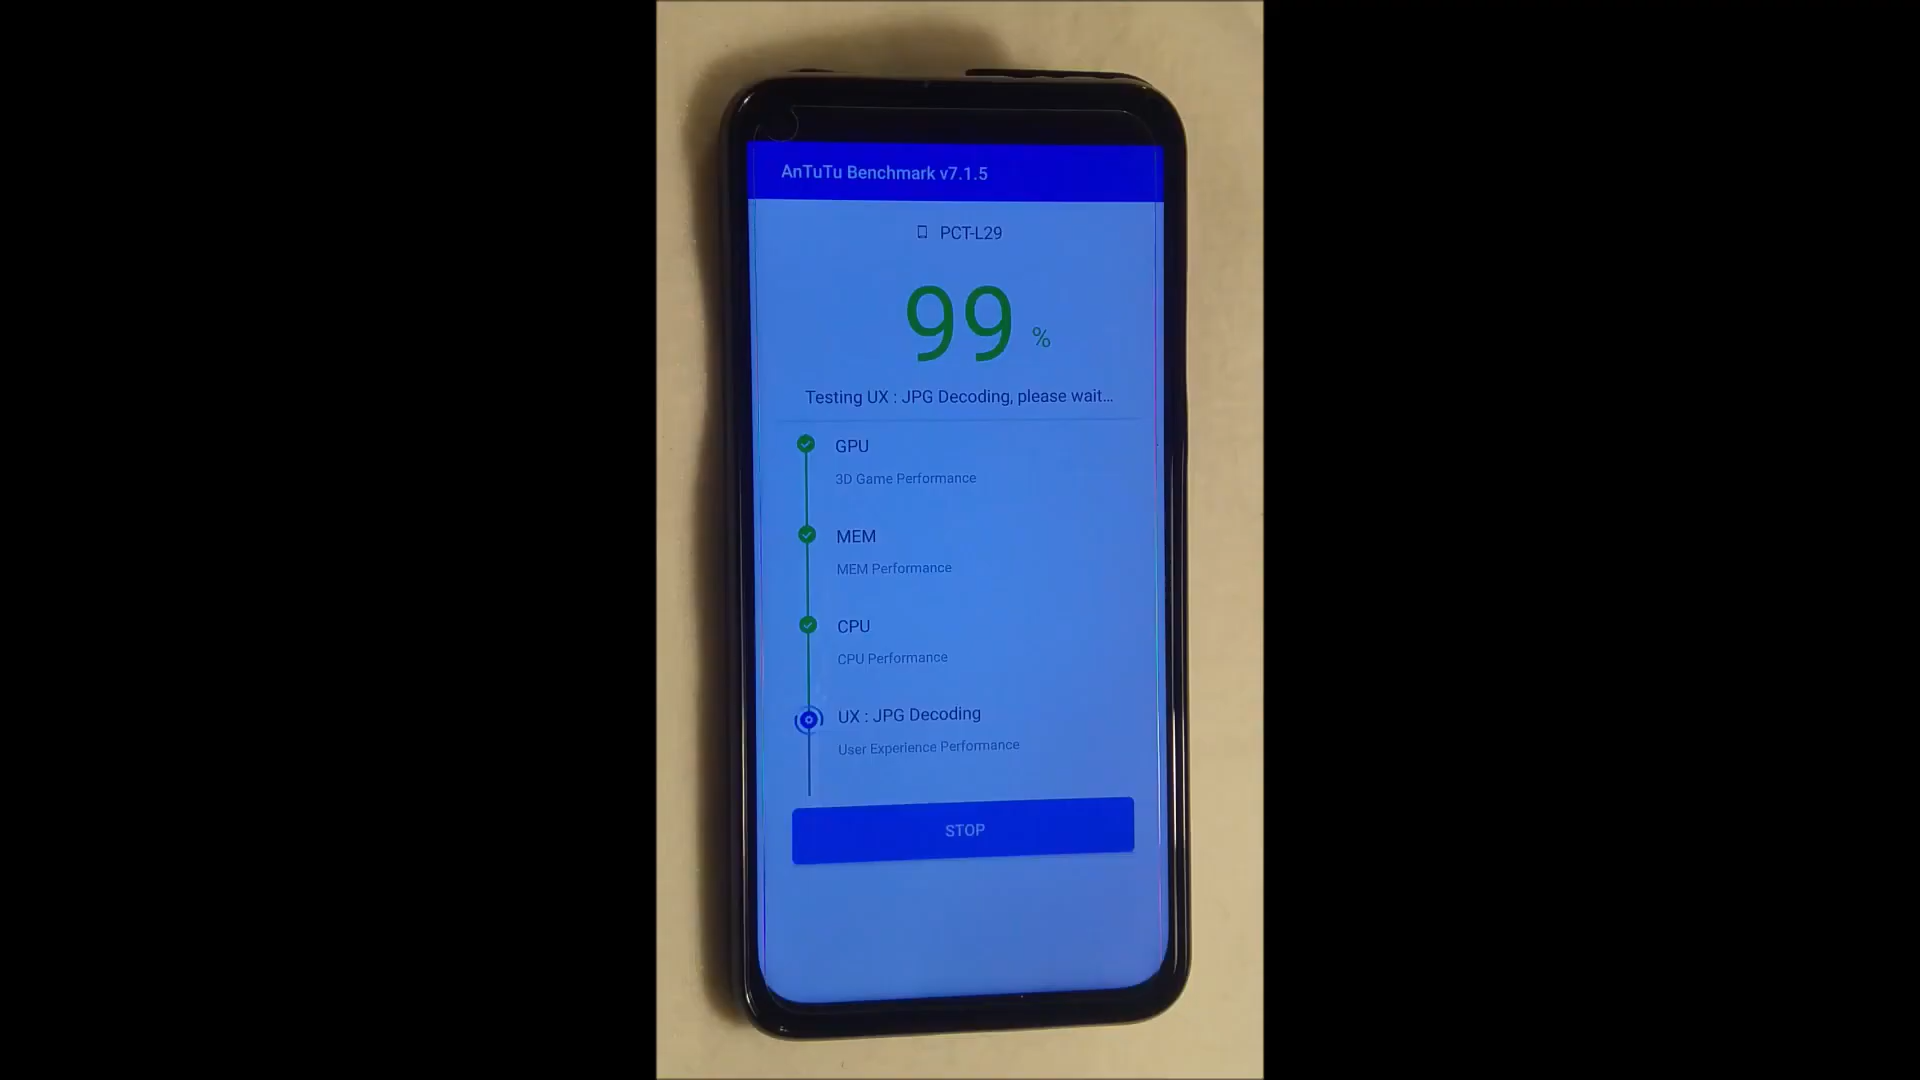 AnTuTu Benchmark v7.1.5
PCT-L29
99 %
Testing UX : JPG Decoding, please wait...
GPU
3D Game Performance
MEM
MEM Performance
CPU
CPU Performance
UX : JPG Decoding
User Experience Performance
STOP